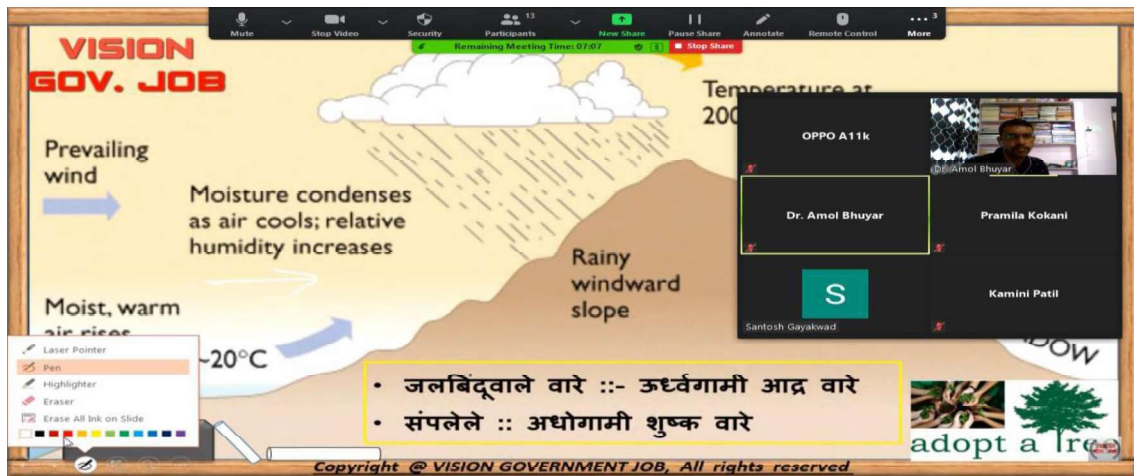 Mute
Stop Video
Security
13
Participants
New Share
Pause Share
Annotate
Remote Control
3
More
Remaining Meeting Time: 07:07
Stop Share
VISION
GOV. JOB
Temperature at
200
Prevailing
wind
Moisture condenses
as air cools; relative
humidity increases
Rainy
windward
slope
Moist, warm
air rises
~20°C
OPPO A11k
Dr. Amol Bhuyar
Dr. Amol Bhuyar
Pramila Kokani
S
Santosh Gayakwad
Kamini Patil
Laser Pointer
Pen
Highlighter
Eraser
Erase All Ink on Slide
• जलबिंदूवाले वारे ::- ऊर्ध्वगामी आद्र वारे
• संपलेले :: अधोगामी शुष्क वारे
adopt a Tree
Copyright @ VISION GOVERNMENT JOB, All rights reserved